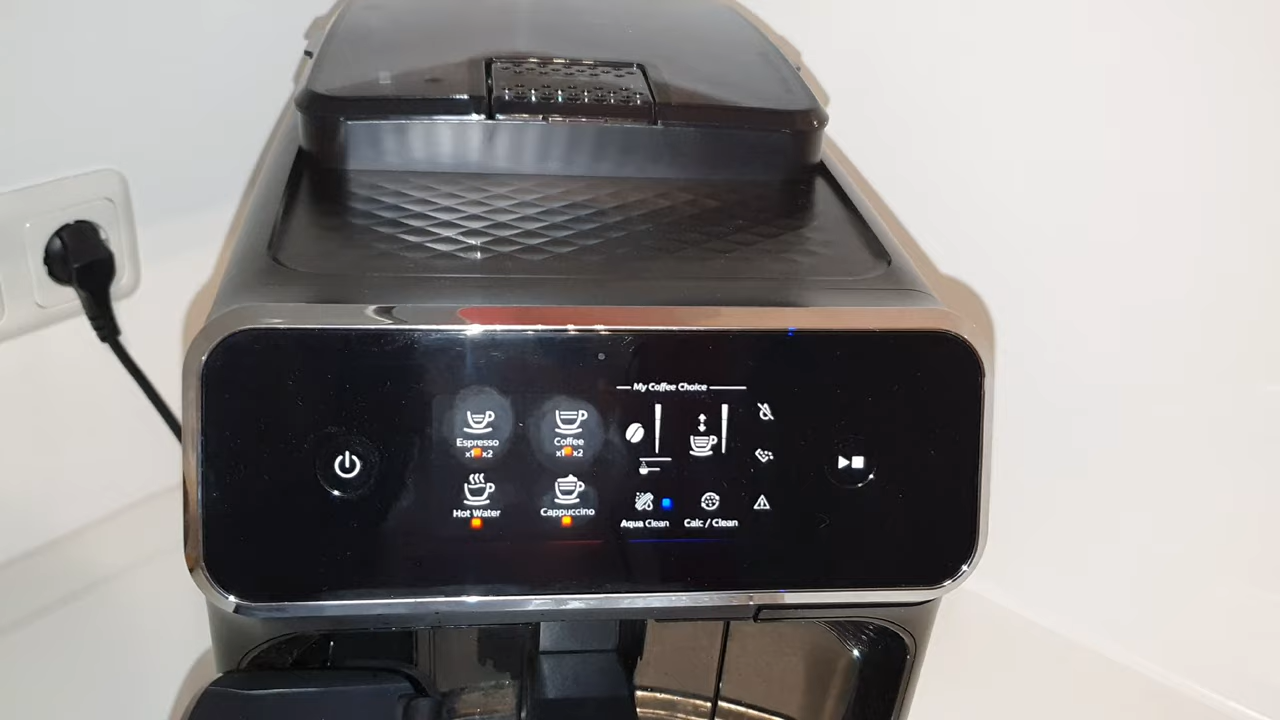 My Coffee Choice
Espresso
x1 x2
Coffee
x1 x2
Hot Water
Cappuccino
Aqua Clean
Calc / Clean